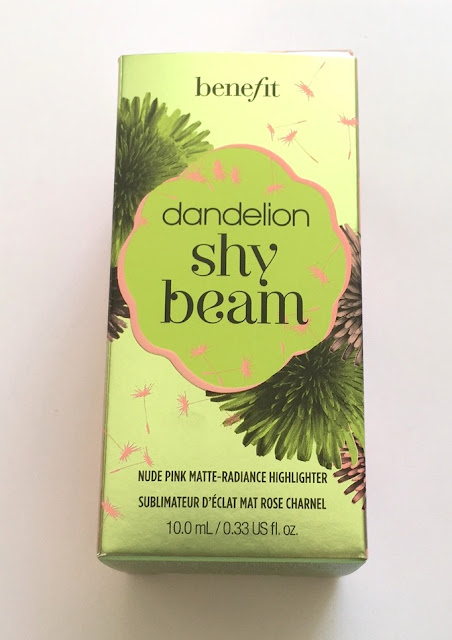 benefit
dandelion
shy
beam
NUDE PINK MATTE-RADIANCE HIGHLIGHTER
SUBLIMATEUR D'ÉCLAT MAT ROSE CHARNEL
10.0 mL / 0.33 US fl. oz.